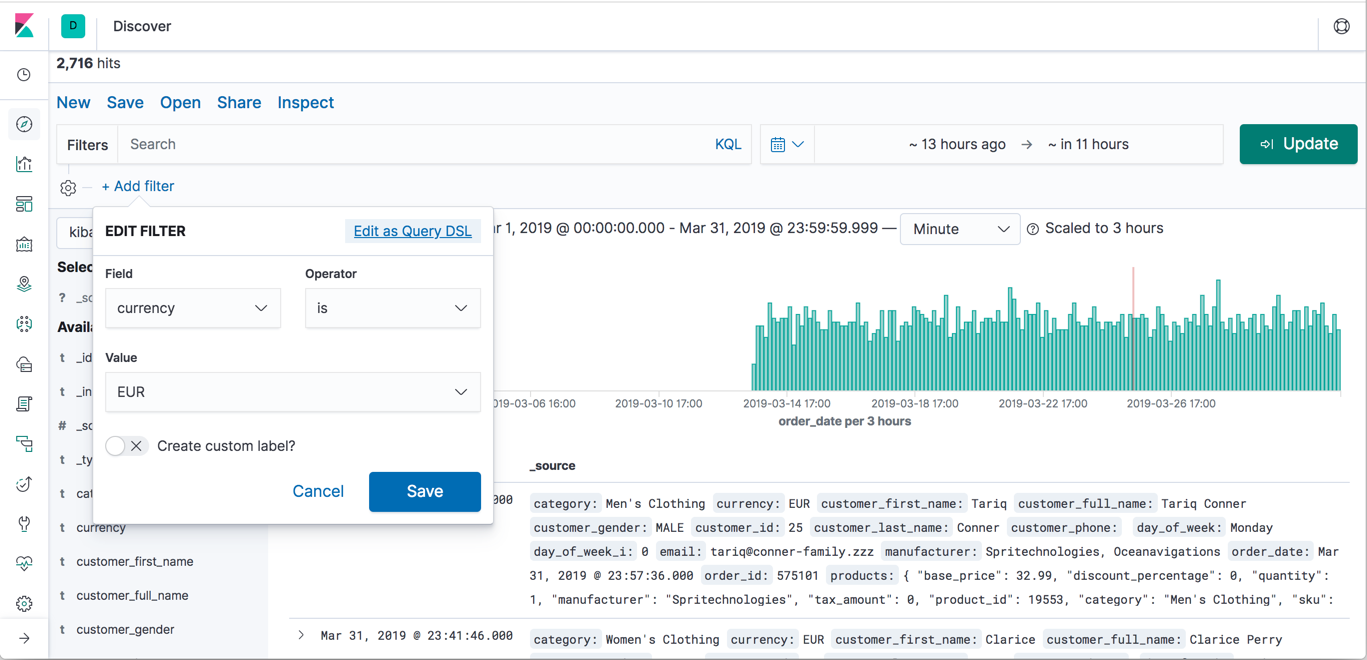 D Discover
2,716 hits
New Save Open Share Inspect
Filters Search KQL ~ 13 hours ago → ~ in 11 hours Update
+ Add filter
EDIT FILTER Edit as Query DSL
Field Operator
currency is
Value
EUR
Create custom label?
Cancel Save
kiba
Selec
? _so
Availa
t _id
t _in
# _sc
t _ty
t cat
t currency
t customer_first_name
t customer_full_name
t customer_gender
r 1, 2019 @ 00:00:00.000 - Mar 31, 2019 @ 23:59:59.999 — Minute Scaled to 3 hours
019-03-06 16:00 2019-03-10 17:00 2019-03-14 17:00 2019-03-18 17:00 2019-03-22 17:00 2019-03-26 17:00
order_date per 3 hours
_source
000 category: Men's Clothing currency: EUR customer_first_name: Tariq customer_full_name: Tariq Conner
customer_gender: MALE customer_id: 25 customer_last_name: Conner customer_phone: day_of_week: Monday
day_of_week_i: 0 email: tariq@conner-family.zzz manufacturer: Spritechnologies, Oceanavigations order_date: Mar
31, 2019 @ 23:57:36.000 order_id: 575101 products: { "base_price": 32.99, "discount_percentage": 0, "quantity":
1, "manufacturer": "Spritechnologies", "tax_amount": 0, "product_id": 19553, "category": "Men's Clothing", "sku":
Mar 31, 2019 @ 23:41:46.000 category: Women's Clothing currency: EUR customer_first_name: Clarice customer_full_name: Clarice Perry